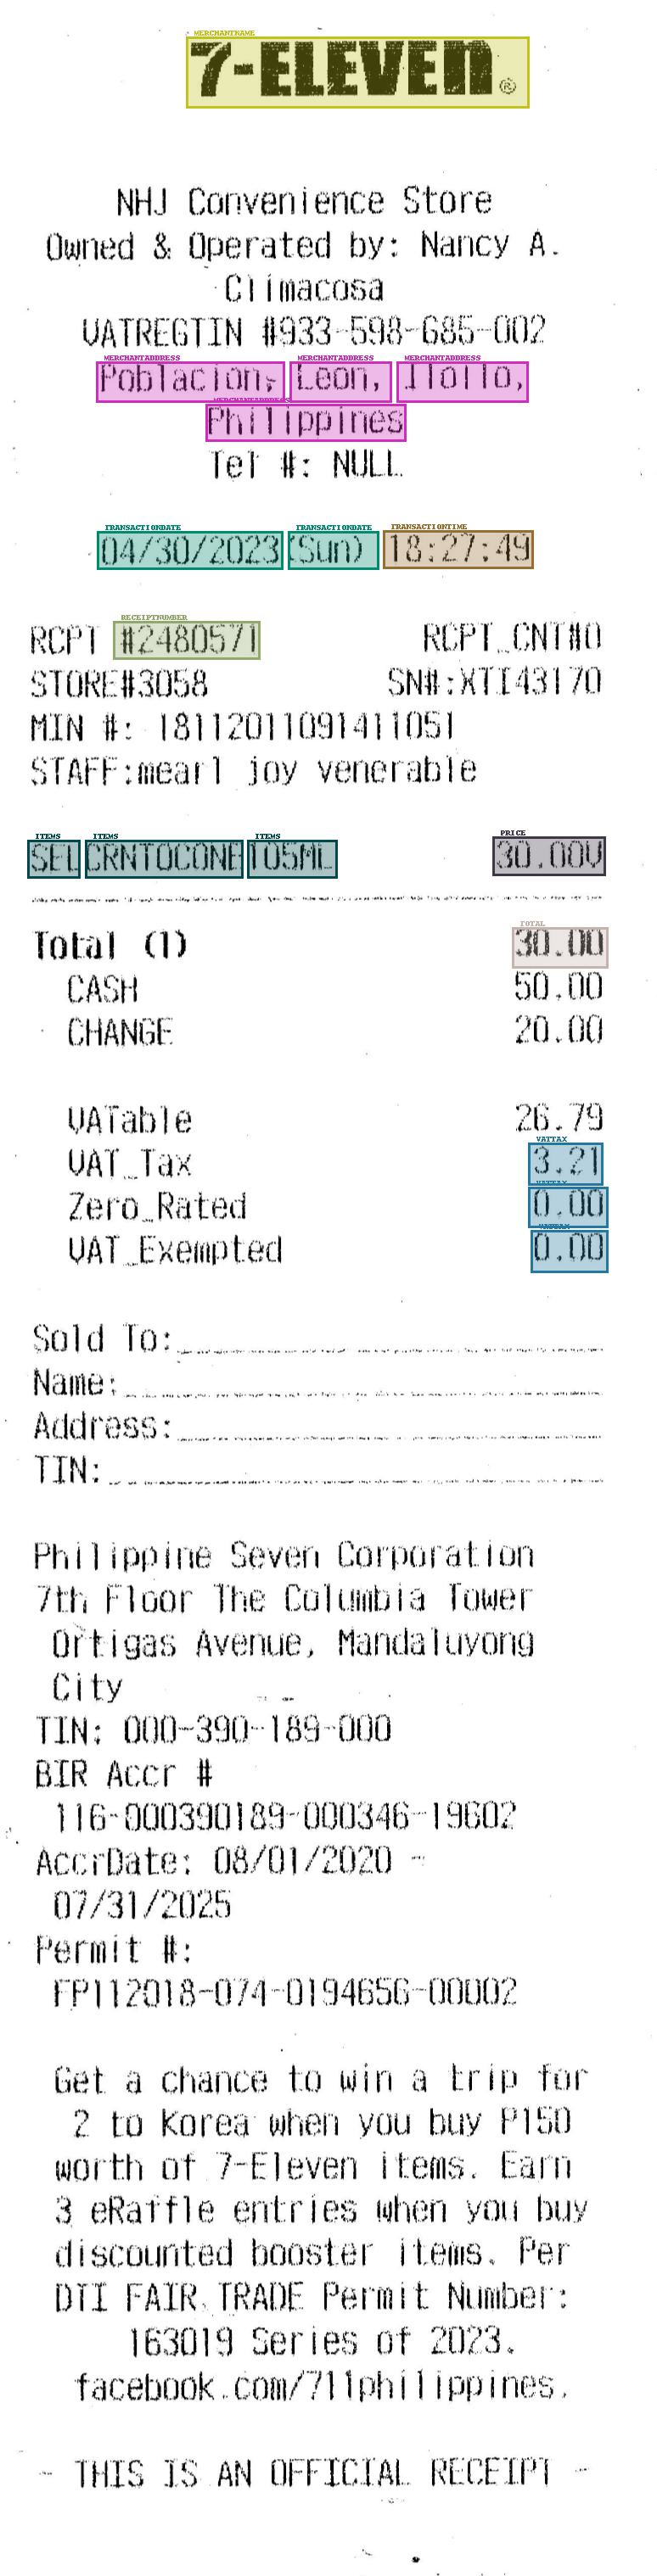 MERCHANTNAME
7-ELEVEN®
NHJ Convenience Store
Owned & Operated by: Nancy A.
Climacosa
VATREGTIN #933-598-685-002
MERCHANTADDRESS MERCHANTADDRESS MERCHANTADDRESS
Poblacion, Leon, Iloilo,
MERCHANTADDRESS
Philippines
Tel #: NULL
TRANSACTIONDATE TRANSACTIONDATE TRANSACTIONTIME
04/30/2023 (Sun) 18:27:49
RECEIPTNUMBER
RCPT #2480571 RCPT_CNT#0
STORE#3058 SN#:XTI43170
MIN #: 18112011091411051
STAFF:mearl joy venerable
ITEMS ITEMS ITEMS PRICE
SEL CRNTOCONE 105ML 30.00V
TOTAL
Total (1) 30.00
CASH 50.00
CHANGE 20.00
VATable 26.79
VATTAX
VAT_Tax 3.21
VATTAX
Zero_Rated 0.00
VATTAX
VAT_Exempted 0.00
Sold To:
Name:
Address:
TIN:
Philippine Seven Corporation
7th Floor The Columbia Tower
Ortigas Avenue, Mandaluyong
City
TIN: 000-390-189-000
BIR Accr #
116-000390189-000346-19602
AccrDate: 08/01/2020 -
07/31/2025
Permit #:
FP112018-074-0194656-00002
Get a chance to win a trip for
2 to Korea when you buy P150
worth of 7-Eleven items. Earn
3 eRaffle entries when you buy
discounted booster items. Per
DTI FAIR TRADE Permit Number:
163019 Series of 2023.
facebook.com/711philippines.
- THIS IS AN OFFICIAL RECEIPT -